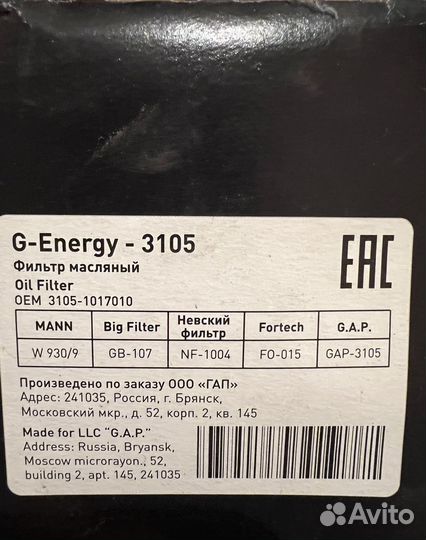 G-Energy - 3105
Фильтр масляный
Oil Filter
OEM 3105-1017010
EAC
MANN Big Filter Невский фильтр Fortech G.A.P.
W 930/9 GB-107 NF-1004 FO-015 GAP-3105
Произведено по заказу ООО «ГАП»
Адрес: 241035, Россия, г. Брянск,
Московский мкр., д. 52, корп. 2, кв. 145
Made for LLC "G.A.P."
Address: Russia, Bryansk,
Moscow microrayon., 52,
building 2, apt. 145, 241035
Avito